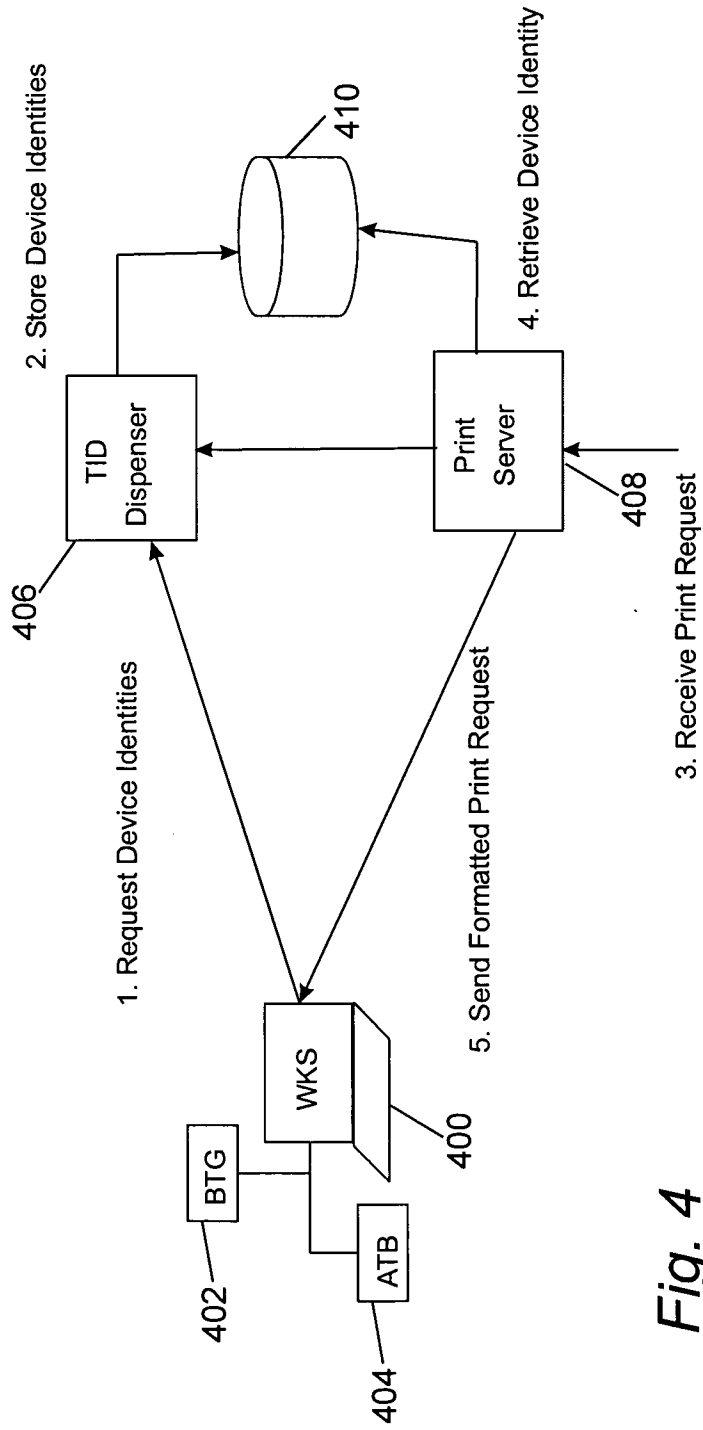 2. Store Device Identities
TID
Dispenser
406
410
1. Request Device Identities
BTG
402
WKS
400
ATB
404
5. Send Formatted Print Request
Print
Server
408
4. Retrieve Device Identity
3. Receive Print Request
Fig. 4